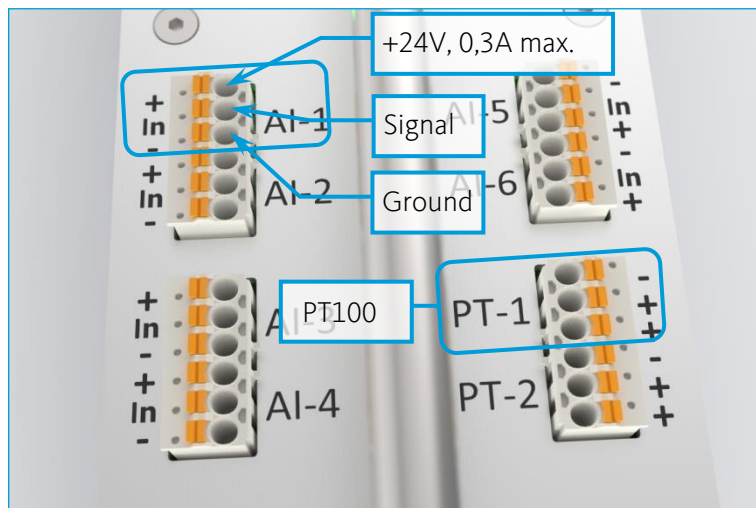 +24V, 0,3A max.
+
In
-
AI-1
Signal
+
In
-
AI-2
Ground
AI-5
-
In
+
AI-6
-
In
+
+
In
-
AI-3
+
In
-
AI-4
PT100
PT-1
-
+
+
PT-2
-
+
+